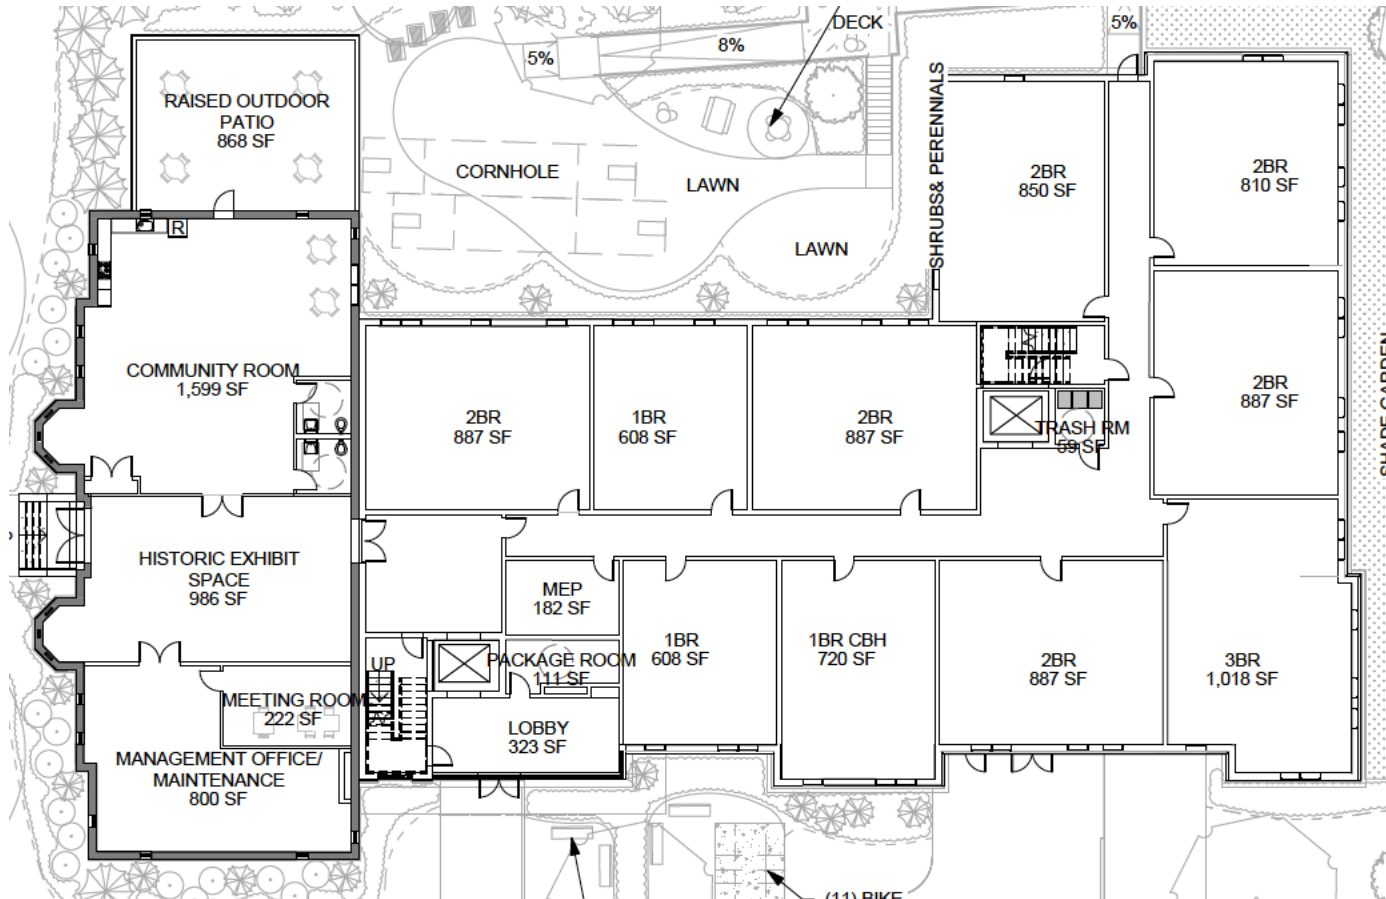 DECK
5%
8%
5%
RAISED OUTDOOR
PATIO
868 SF
SHRUBS& PERENNIALS
CORNHOLE
LAWN
LAWN
2BR
850 SF
2BR
810 SF
R
COMMUNITY ROOM
1,599 SF
2BR
887 SF
1BR
608 SF
2BR
887 SF
TRASH RM
59 SF
2BR
887 SF
SHADE GARDEN
HISTORIC EXHIBIT
SPACE
986 SF
MEP
182 SF
1BR
608 SF
1BR CBH
720 SF
2BR
887 SF
3BR
1,018 SF
UP
PACKAGE ROOM
111 SF
MEETING ROOM
222 SF
LOBBY
323 SF
MANAGEMENT OFFICE/
MAINTENANCE
800 SF
(11) BIKE